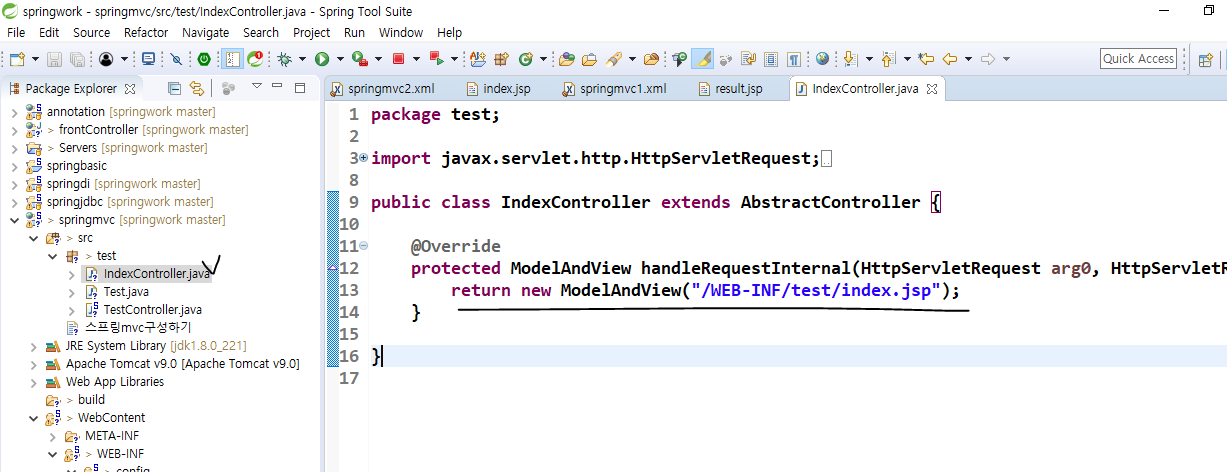 springwork - springmvc/src/test/IndexController.java - Spring Tool Suite
File Edit Source Refactor Navigate Search Project Run Window Help
Quick Access
Package Explorer
annotation [springwork master]
> frontController [springwork master]
> Servers [springwork master]
springbasic
springdi [springwork master]
springjdbc [springwork master]
> springmvc [springwork master]
> src
> test
IndexController.java
Test.java
TestController.java
스프링mvc구성하기
JRE System Library [jdk1.8.0_221]
Apache Tomcat v9.0 [Apache Tomcat v9.0]
Web App Libraries
> build
> WebContent
META-INF
> WEB-INF
> config
springmvc2.xml index.jsp springmvc1.xml result.jsp IndexController.java
1 package test;
2
3 import javax.servlet.http.HttpServletRequest;
8
9 public class IndexController extends AbstractController {
10
11 @Override
12 protected ModelAndView handleRequestInternal(HttpServletRequest arg0, HttpServletR
13 return new ModelAndView("/WEB-INF/test/index.jsp");
14 }
15
16 }
17